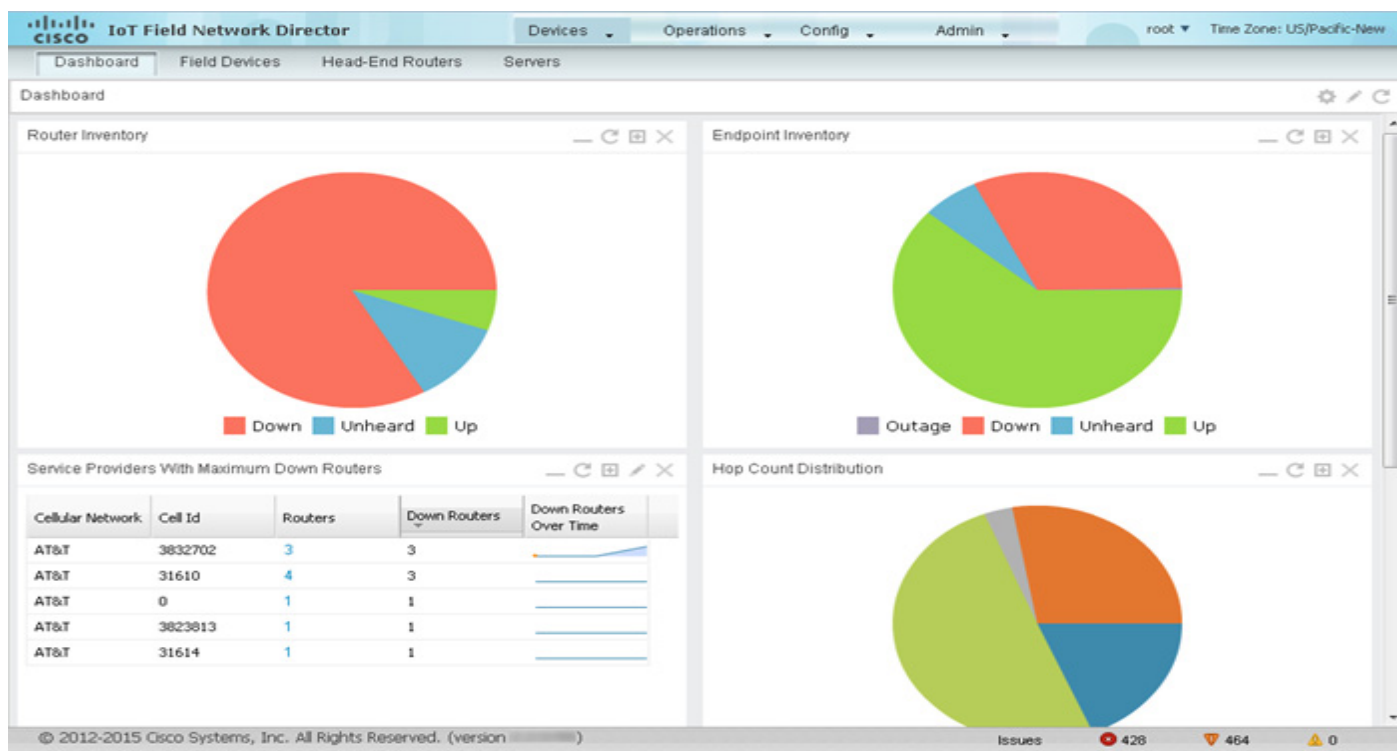 CISCO IoT Field Network Director Devices Operations Config Admin root Time Zone: US/Pacific-New
Dashboard Field Devices Head-End Routers Servers
Dashboard
Router Inventory
Down Unheard Up
Endpoint Inventory
Outage Down Unheard Up
Service Providers With Maximum Down Routers
Cellular Network Cell Id Routers Down Routers Down Routers Over Time
AT&T 3832702 3 3
AT&T 31610 4 3
AT&T 0 1 1
AT&T 3823813 1 1
AT&T 31614 1 1
Hop Count Distribution
© 2012-2015 Cisco Systems, Inc. All Rights Reserved. (version ) Issues 428 464 0